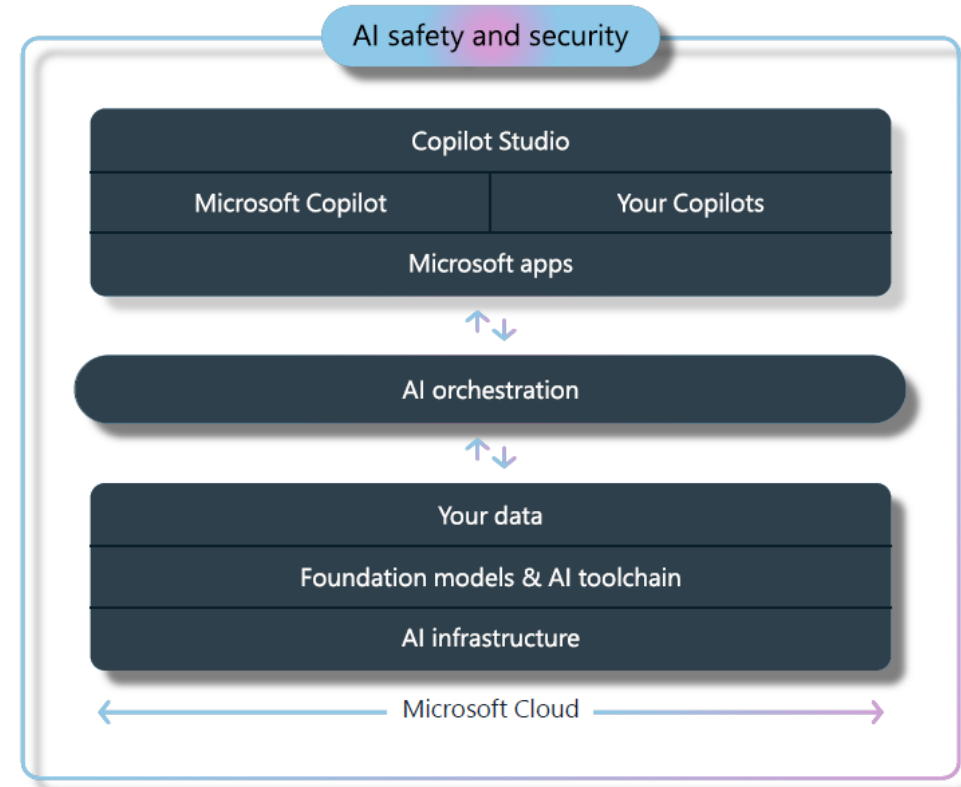 AI safety and security
Copilot Studio
Microsoft Copilot
Your Copilots
Microsoft apps
AI orchestration
Your data
Foundation models & AI toolchain
AI infrastructure
Microsoft Cloud